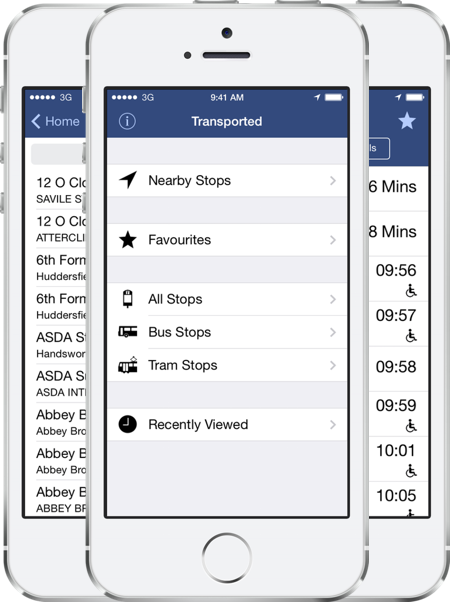 3G
Home
12 O Clo
SAVILE S
12 O Clo
ATTERCLI
6th Form
Huddersfie
6th Form
Huddersfie
ASDA St
Handswor
ASDA Su
ASDA INT
Abbey B
Abbey Bro
Abbey B
Abbey Bro
Abbey B
ABBEY BR
3G 9:41 AM
Transported
Nearby Stops
Favourites
All Stops
Bus Stops
Tram Stops
Recently Viewed
ls
6 Mins
8 Mins
09:56
09:57
09:58
09:59
10:01
10:05